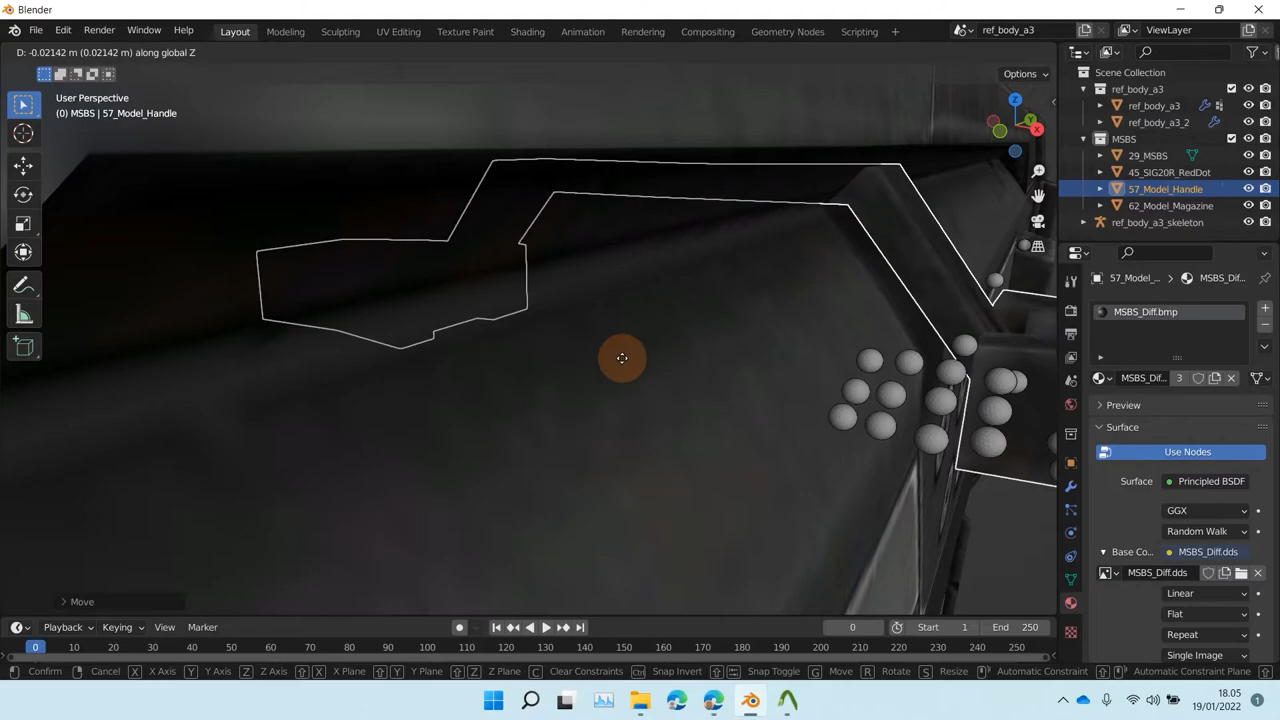 Blender
File Edit Render Window Help Layout Modeling Sculpting UV Editing Texture Paint Shading Animation Rendering Compositing Geometry Nodes Scripting + ref_body_a3 ViewLayer
D: -0.02142 m (0.02142 m) along global Z
Options
User Perspective
(0) MSBS | 57_Model_Handle
Z
Y
X
Scene Collection
ref_body_a3
ref_body_a3
ref_body_a3_2
MSBS
29_MSBS
45_SIG20R_RedDot
57_Model_Handle
62_Model_Magazine
ref_body_a3_skeleton
57_Model_... MSBS_Dif...
MSBS_Diff.bmp
MSBS_Dif... 3
Preview
Surface
Use Nodes
Surface Principled BSDF
GGX
Random Walk
Base Co... MSBS_Diff.dds
MSBS_Diff.dds
Linear
Flat
Repeat
Single Image
Move
Playback Keying View Marker 0 Start 1 End 250
0 10 20 30 40 50 60 70 80 90 100 110 120 130 140 150 160 170 180 190 200 210 220 230 240 250
Confirm Cancel X X Axis Y Y Axis Z Z Axis X X Plane Y Y Plane Z Z Plane C Clear Constraints Ctrl Snap Invert Snap Toggle G Move R Rotate S Resize Automatic Constraint Automatic Constraint Plane
18.05
19/01/2022
1